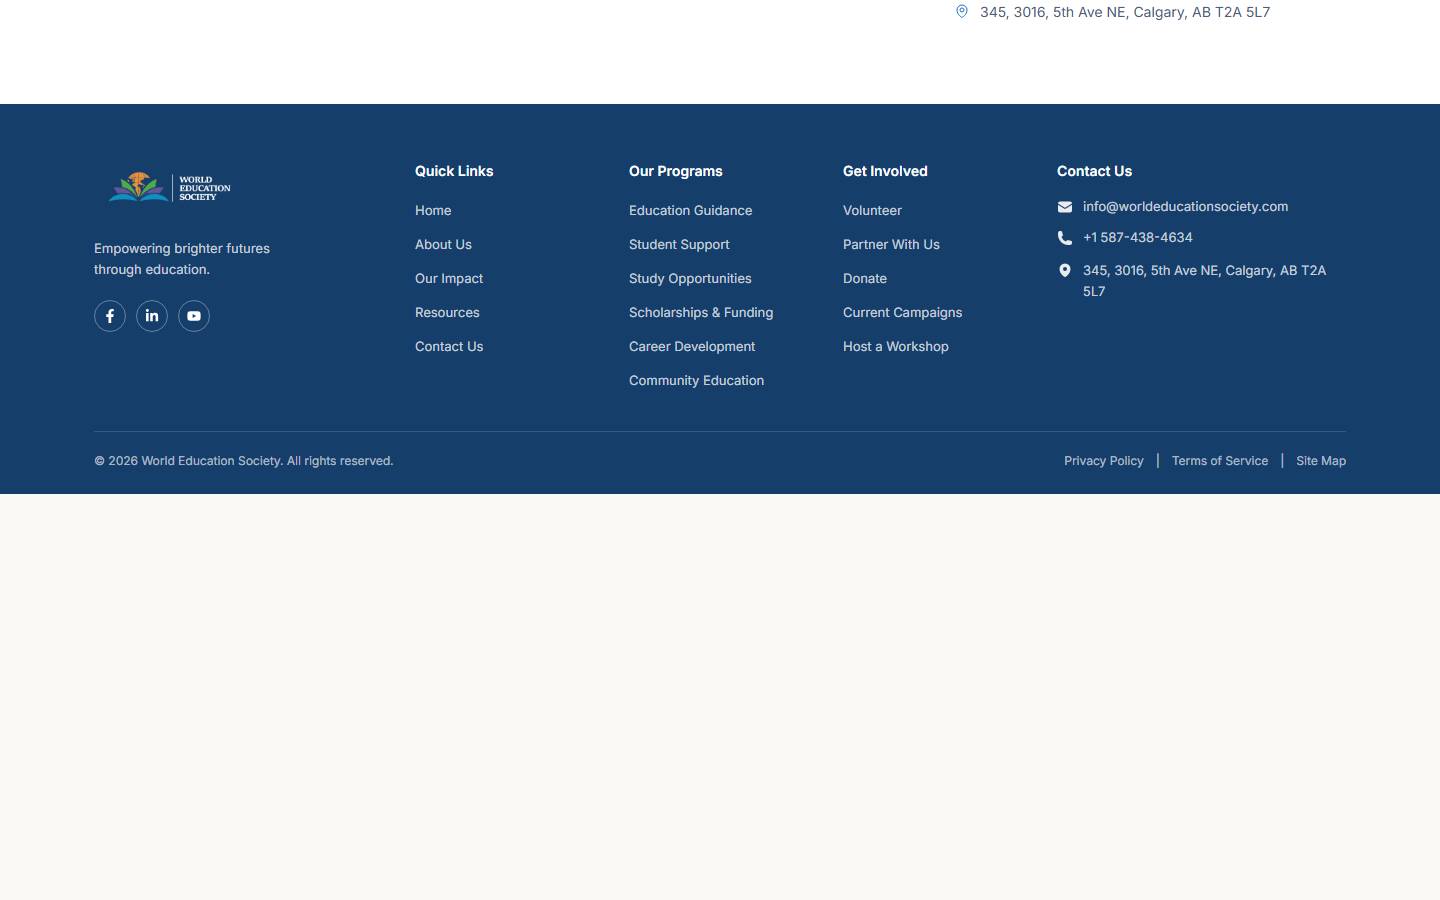 345, 3016, 5th Ave NE, Calgary, AB T2A 5L7
WORLD
EDUCATION
SOCIETY
Empowering brighter futures
through education.
Quick Links
Home
About Us
Our Impact
Resources
Contact Us
Our Programs
Education Guidance
Student Support
Study Opportunities
Scholarships & Funding
Career Development
Community Education
Get Involved
Volunteer
Partner With Us
Donate
Current Campaigns
Host a Workshop
Contact Us
info@worldeducationsociety.com
+1 587-438-4634
345, 3016, 5th Ave NE, Calgary, AB T2A
5L7
© 2026 World Education Society. All rights reserved.
Privacy Policy | Terms of Service | Site Map